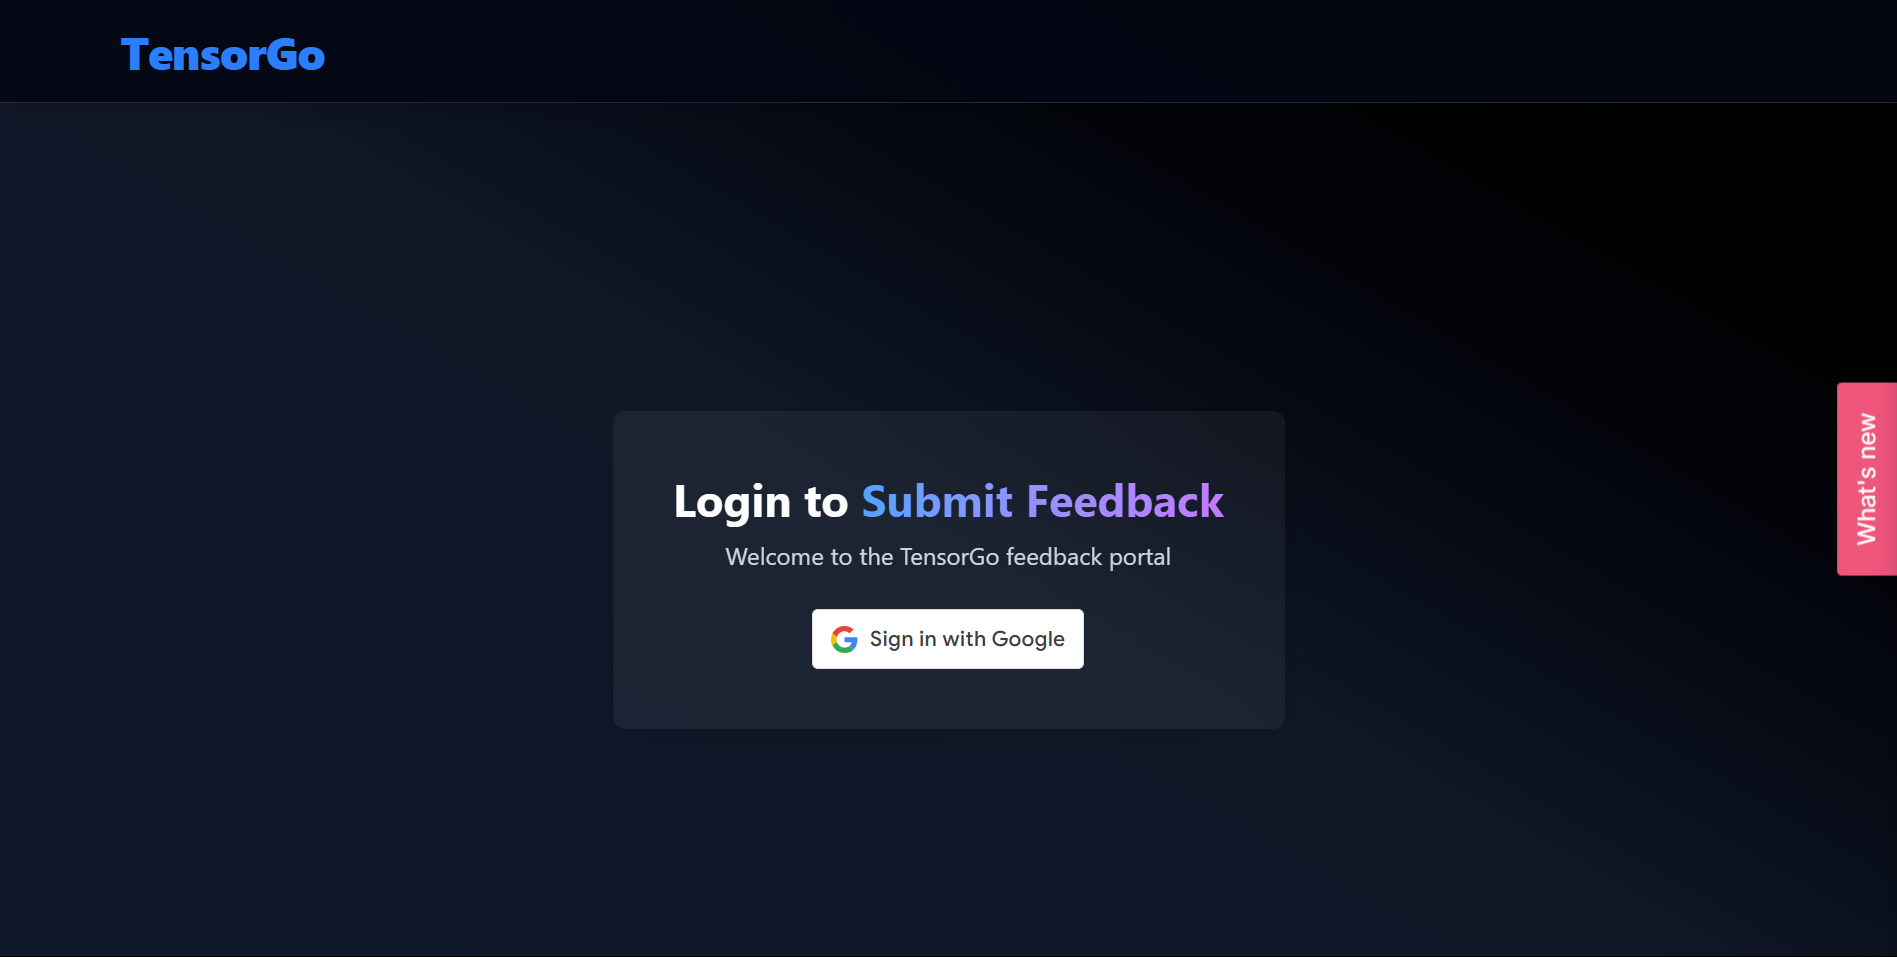 TensorGo
Login to Submit Feedback
Welcome to the TensorGo feedback portal
Sign in with Google
What's new